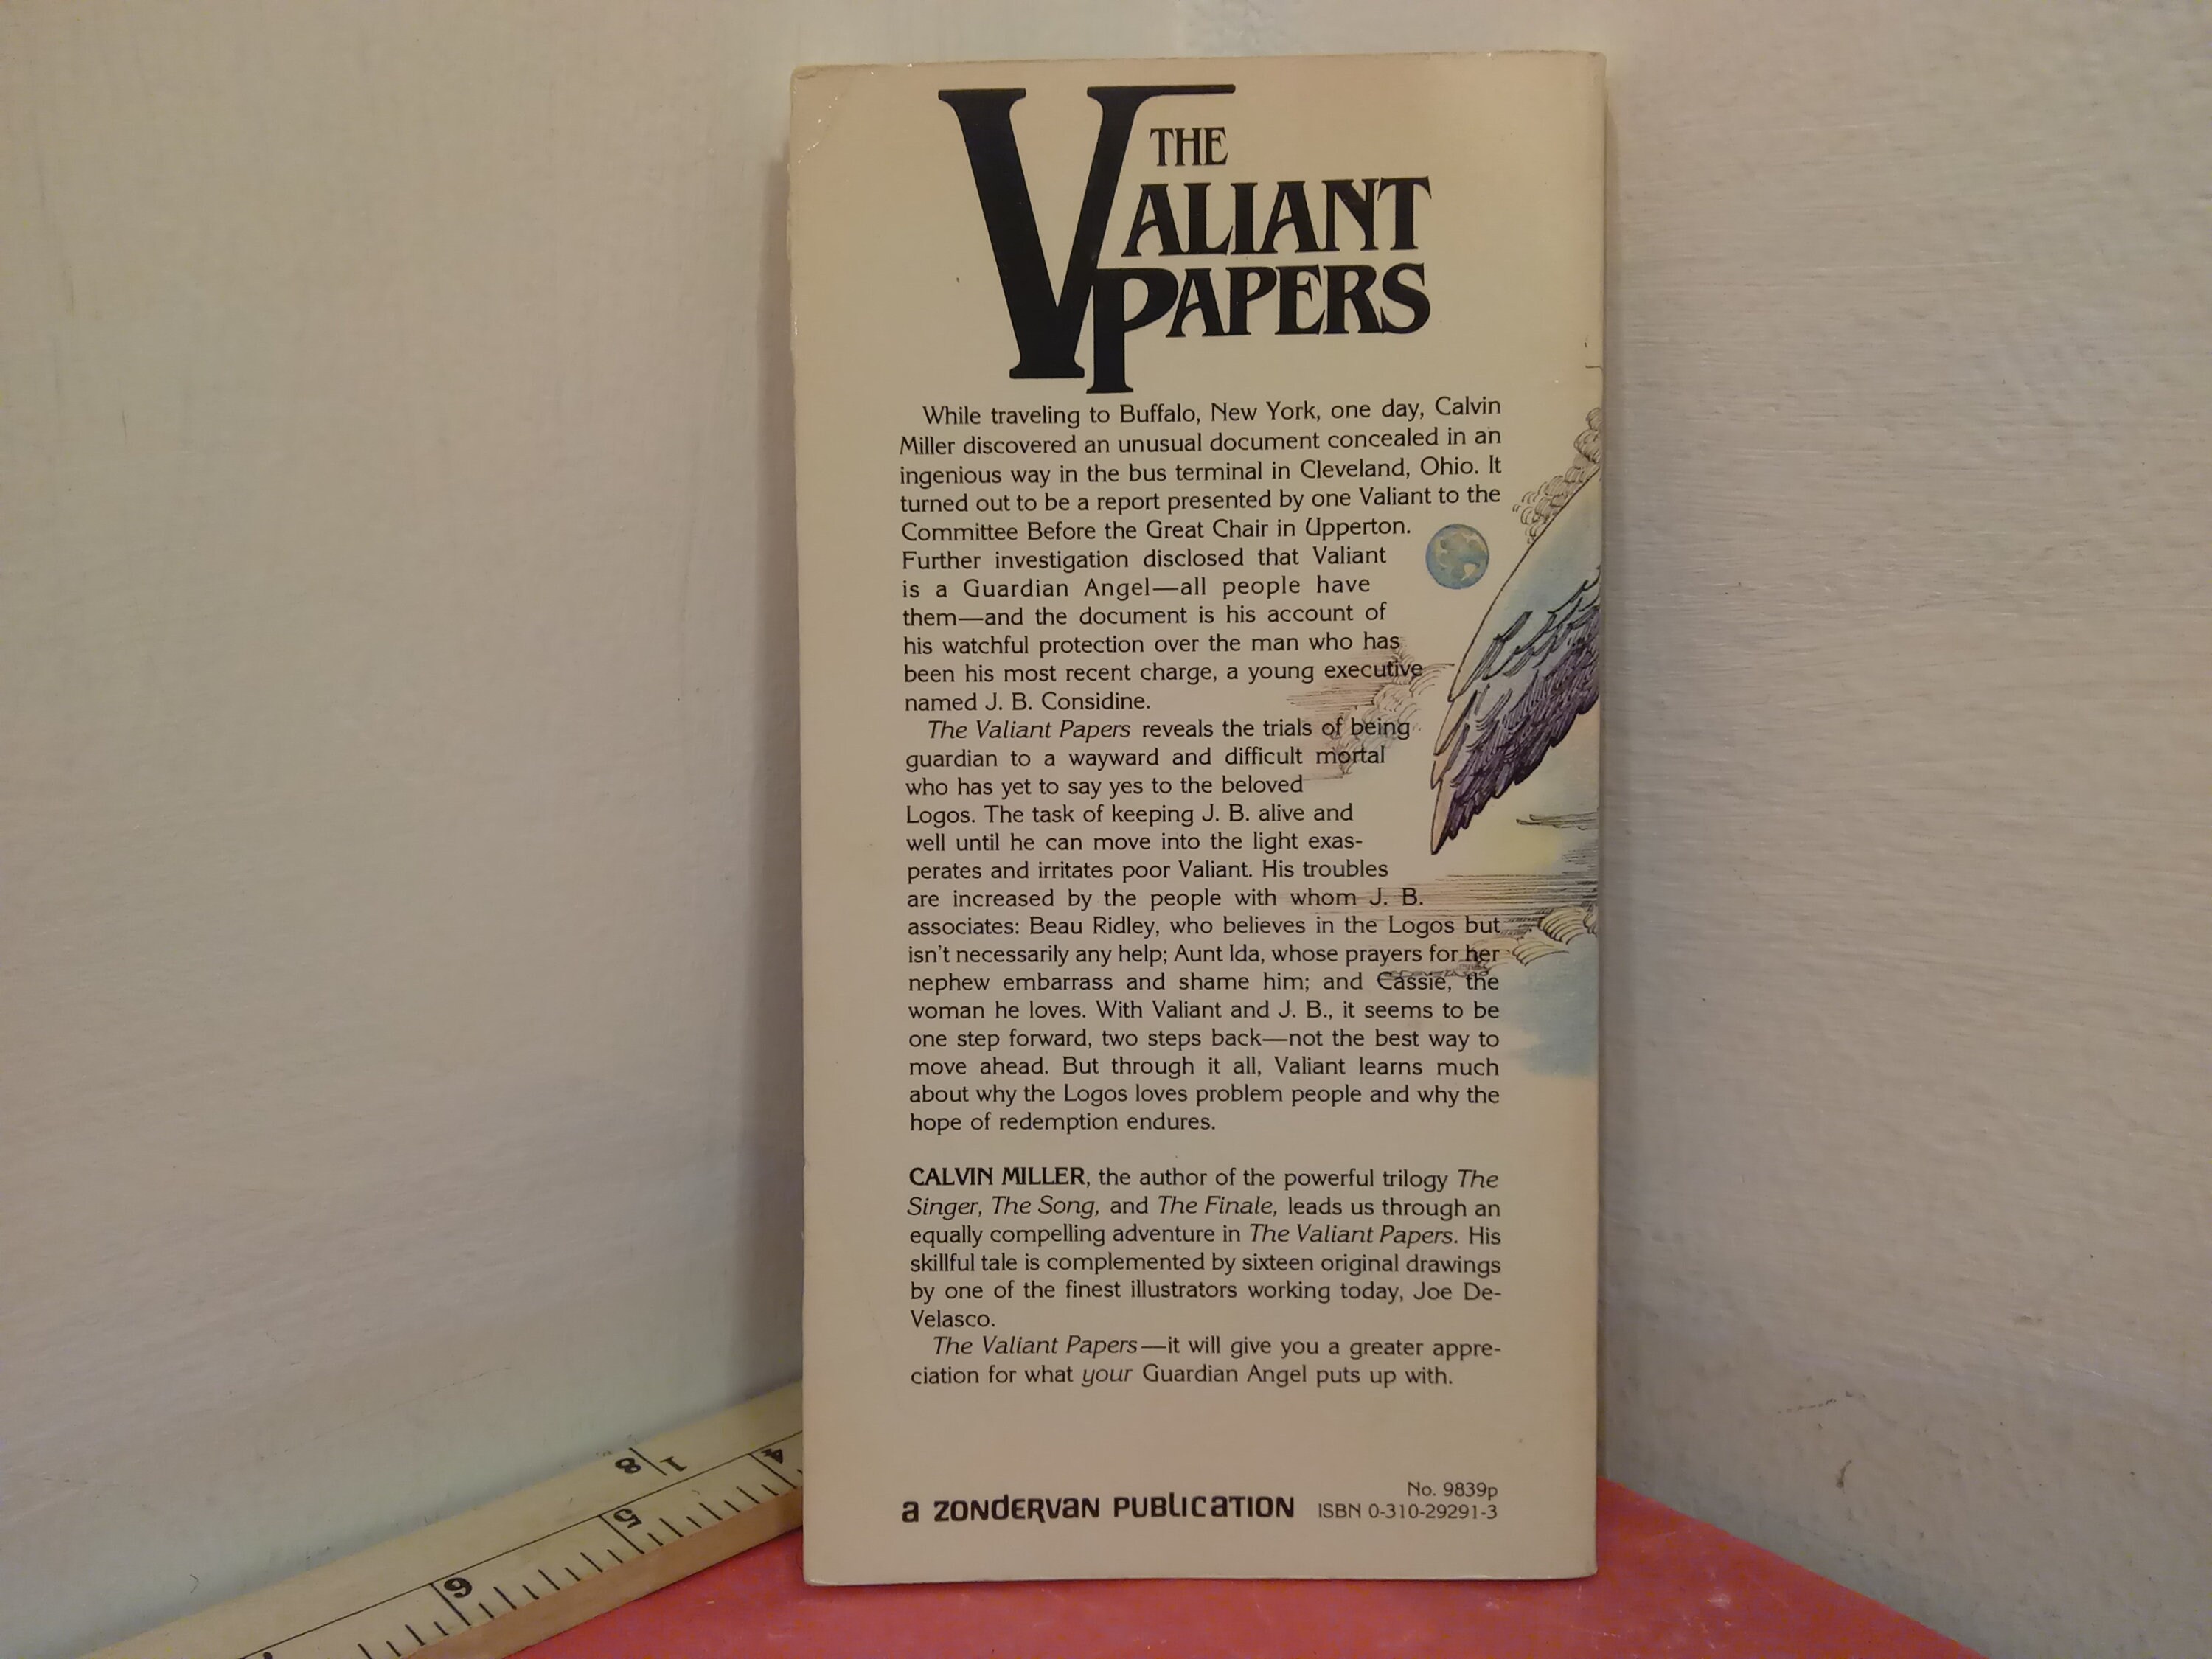 THE
VALIANT
PAPERS
While traveling to Buffalo, New York, one day, Calvin
Miller discovered an unusual document concealed in an
ingenious way in the bus terminal in Cleveland, Ohio. It
turned out to be a report presented by one Valiant to the
Committee Before the Great Chair in Upperton.
Further investigation disclosed that Valiant
is a Guardian Angel—all people have
them—and the document is his account of
his watchful protection over the man who has
been his most recent charge, a young executive
named J. B. Considine.
The Valiant Papers reveals the trials of being
guardian to a wayward and difficult mortal
who has yet to say yes to the beloved
Logos. The task of keeping J. B. alive and
well until he can move into the light exas-
perates and irritates poor Valiant. His troubles
are increased by the people with whom J. B.
associates: Beau Ridley, who believes in the Logos but
isn't necessarily any help; Aunt Ida, whose prayers for her
nephew embarrass and shame him; and Cassie, the
woman he loves. With Valiant and J. B., it seems to be
one step forward, two steps back—not the best way to
move ahead. But through it all, Valiant learns much
about why the Logos loves problem people and why the
hope of redemption endures.
CALVIN MILLER, the author of the powerful trilogy The
Singer, The Song, and The Finale, leads us through an
equally compelling adventure in The Valiant Papers. His
skillful tale is complemented by sixteen original drawings
by one of the finest illustrators working today, Joe De-
Velasco.
The Valiant Papers—it will give you a greater appre-
ciation for what your Guardian Angel puts up with.
No. 9839p
a ZONDERVAN PUBLICATION ISBN 0-310-29291-3
1/8
4
5
6